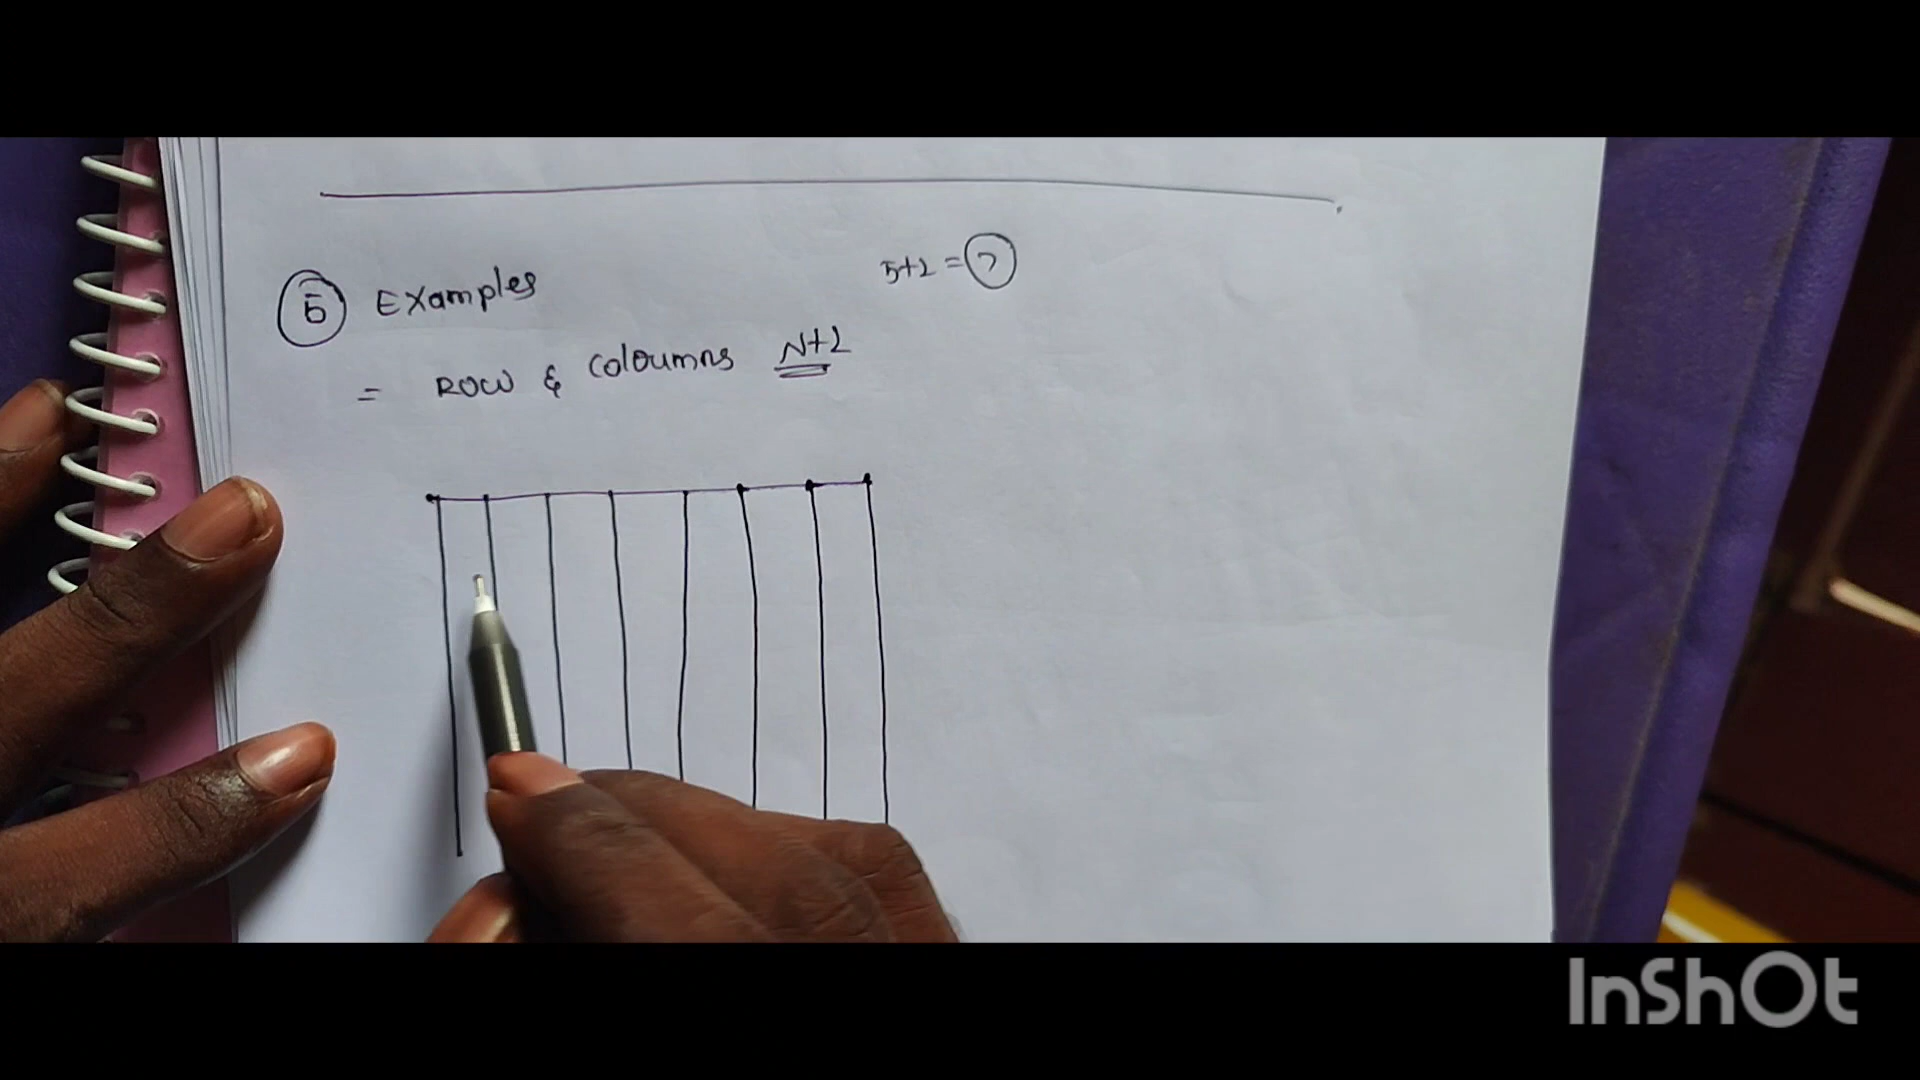 5+2 = 7
5 Examples
= ROW & coloumns N+2
InShOt